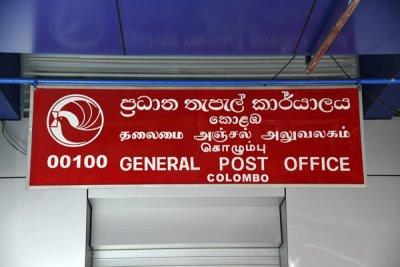 ප්‍රධාන තැපැල් කාර්යාලය
කොළඹ
தலைமை அஞ்சல் அலுவலகம்
கொழும்பு
00100 GENERAL POST OFFICE
COLOMBO